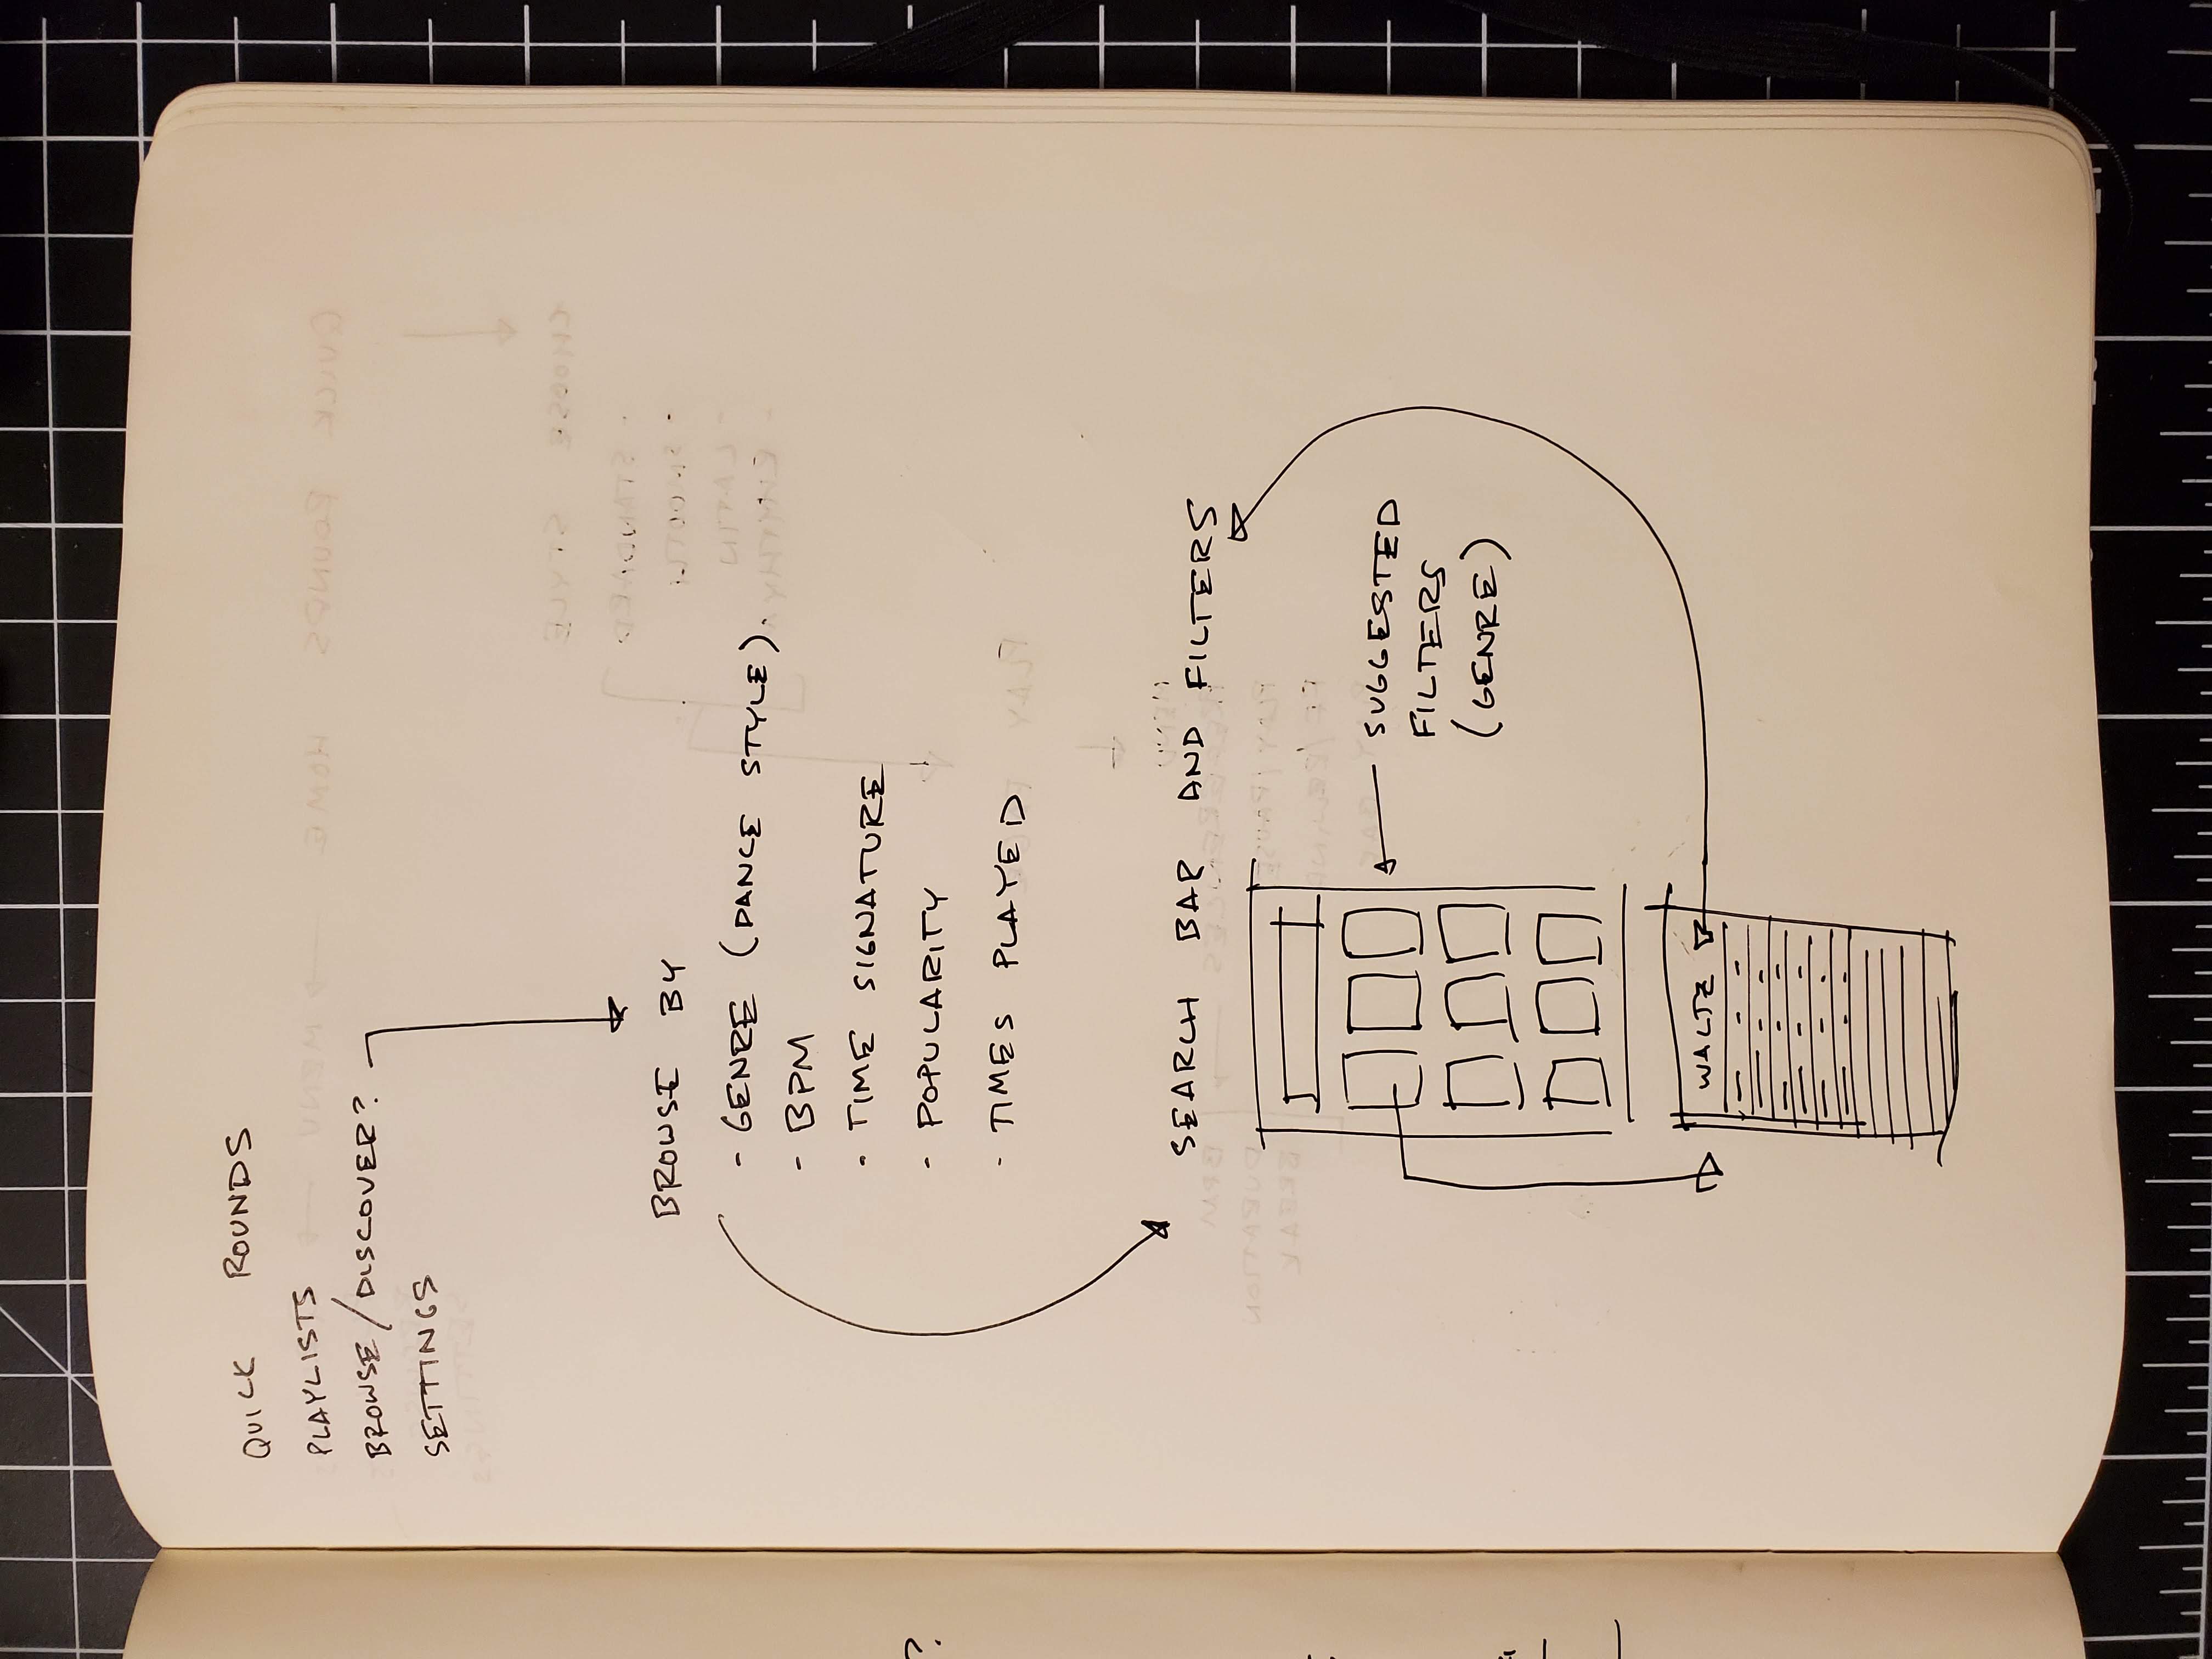 QUICK ROUNDS
PLAYLISTS
BROWSE/DISCOVER?
SETTINGS
BROWSE BY
- GENRE (DANCE STYLE).
- BPM
- TIME SIGNATURE
- POPULARITY
- TIMES PLAYED
SEARCH BAR AND FILTERS
SUGGESTED
FILTERS
(GENRE)
WALTZ